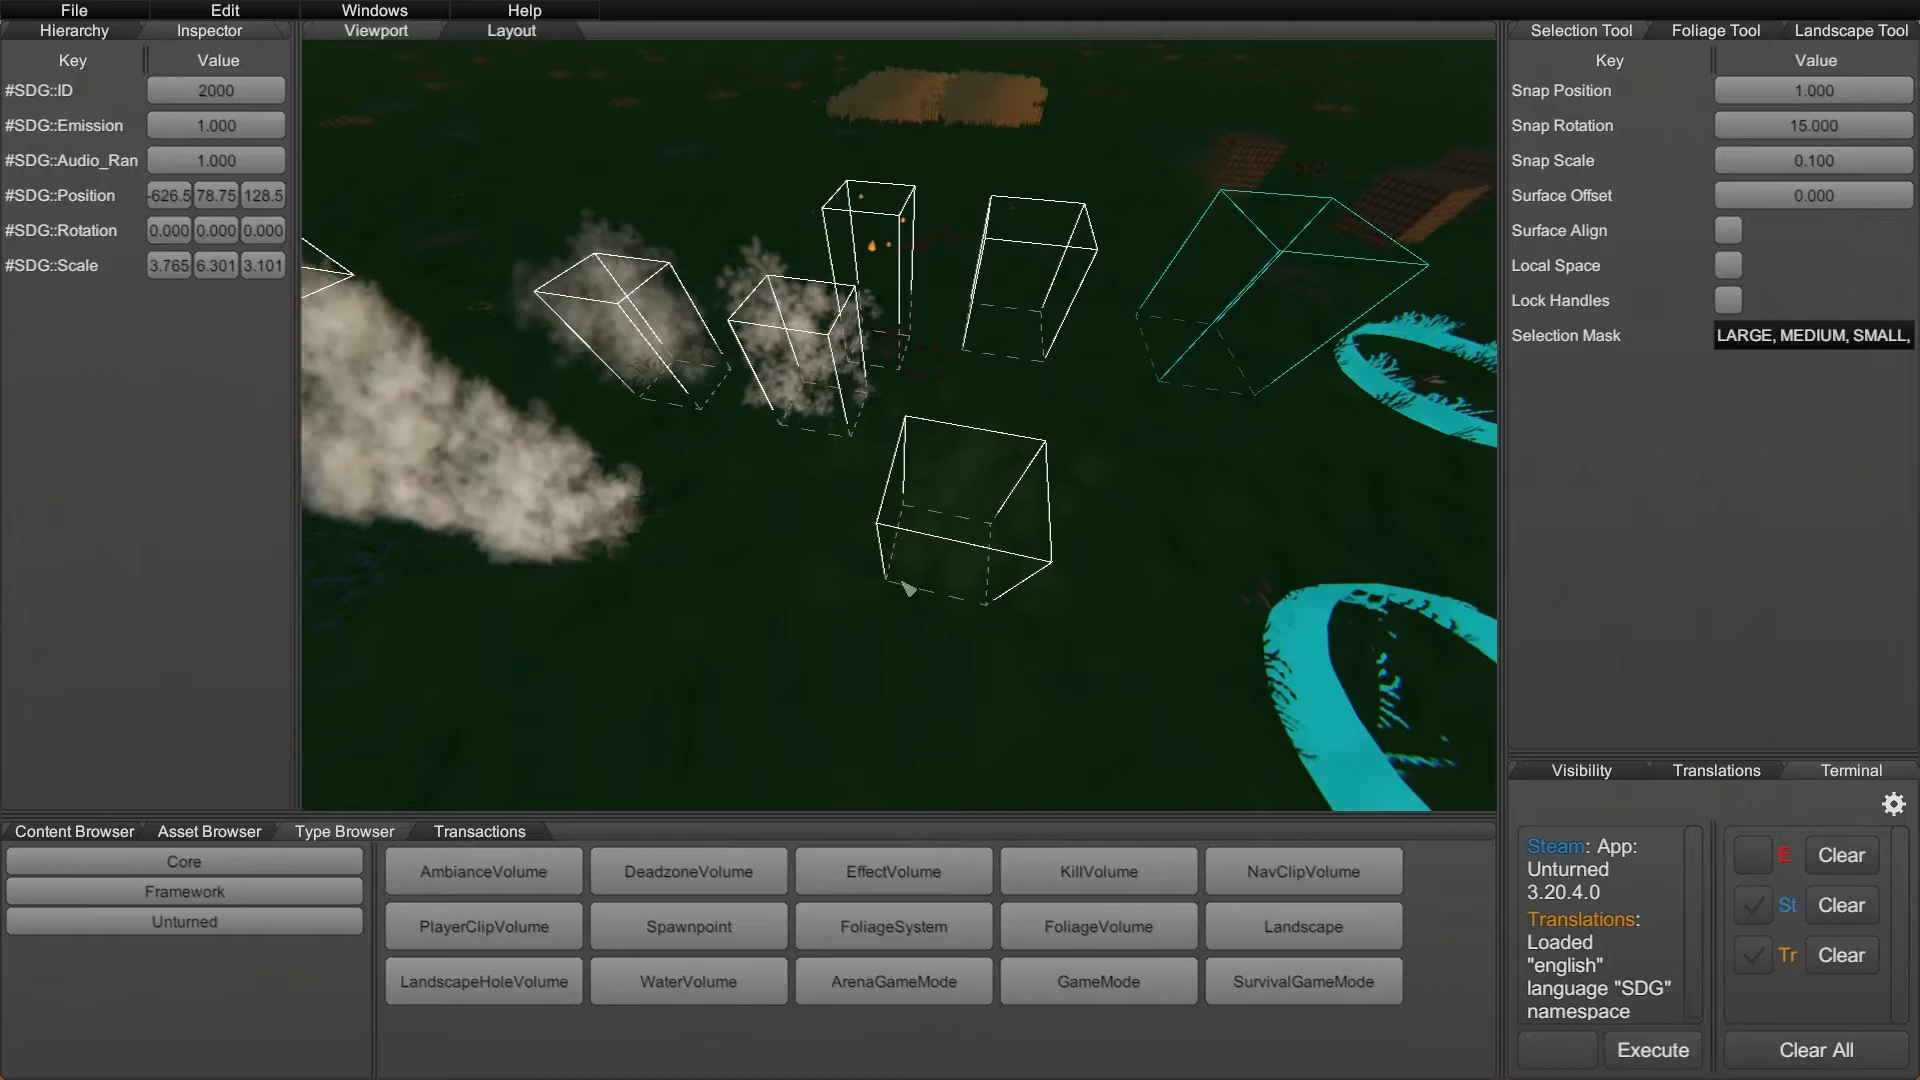 File Edit Windows Help
Hierarchy Inspector
Key Value
#SDG::ID 2000
#SDG::Emission 1.000
#SDG::Audio_Ran 1.000
#SDG::Position -626.5 78.75 128.5
#SDG::Rotation 0.000 0.000 0.000
#SDG::Scale 3.765 6.301 3.101
Viewport Layout
Selection Tool Foliage Tool Landscape Tool
Key Value
Snap Position 1.000
Snap Rotation 15.000
Snap Scale 0.100
Surface Offset 0.000
Surface Align
Local Space
Lock Handles
Selection Mask LARGE, MEDIUM, SMALL,
Content Browser Asset Browser Type Browser Transactions
Core
Framework
Unturned
AmbianceVolume DeadzoneVolume EffectVolume KillVolume NavClipVolume
PlayerClipVolume Spawnpoint FoliageSystem FoliageVolume Landscape
LandscapeHoleVolume WaterVolume ArenaGameMode GameMode SurvivalGameMode
Visibility Translations Terminal
Steam: App:
Unturned
3.20.4.0
Translations:
Loaded
"english"
language "SDG"
namespace
E Clear
St Clear
Tr Clear
Execute Clear All